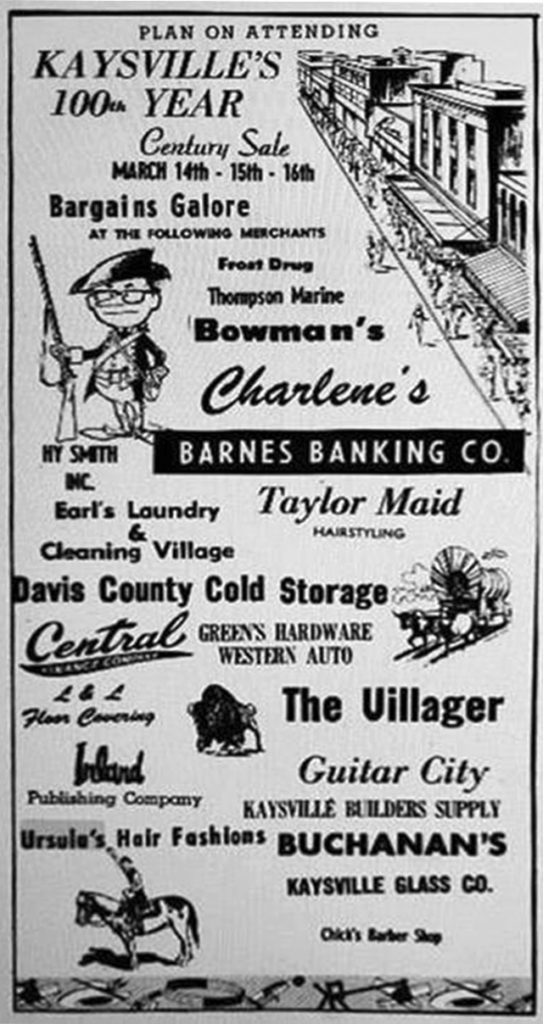 PLAN ON ATTENDING
KAYSVILLE'S
100th YEAR
Century Sale
MARCH 14th - 15th - 16th
Bargains Galore
AT THE FOLLOWING MERCHANTS
Frost Drug
Thompson Marine
Bowman's
Charlene's
HY SMITH
INC.
BARNES BANKING CO.
Earl's Laundry
&
Cleaning Village
Taylor Maid
HAIRSTYLING
Davis County Cold Storage
Central
COMPANY
GREEN'S HARDWARE
WESTERN AUTO
L & L
Floor Covering
The Villager
Inland
Publishing Company
Guitar City
KAYSVILLE BUILDERS SUPPLY
Ursula's Hair Fashions
BUCHANAN'S
KAYSVILLE GLASS CO.
Chick's Barber Shop